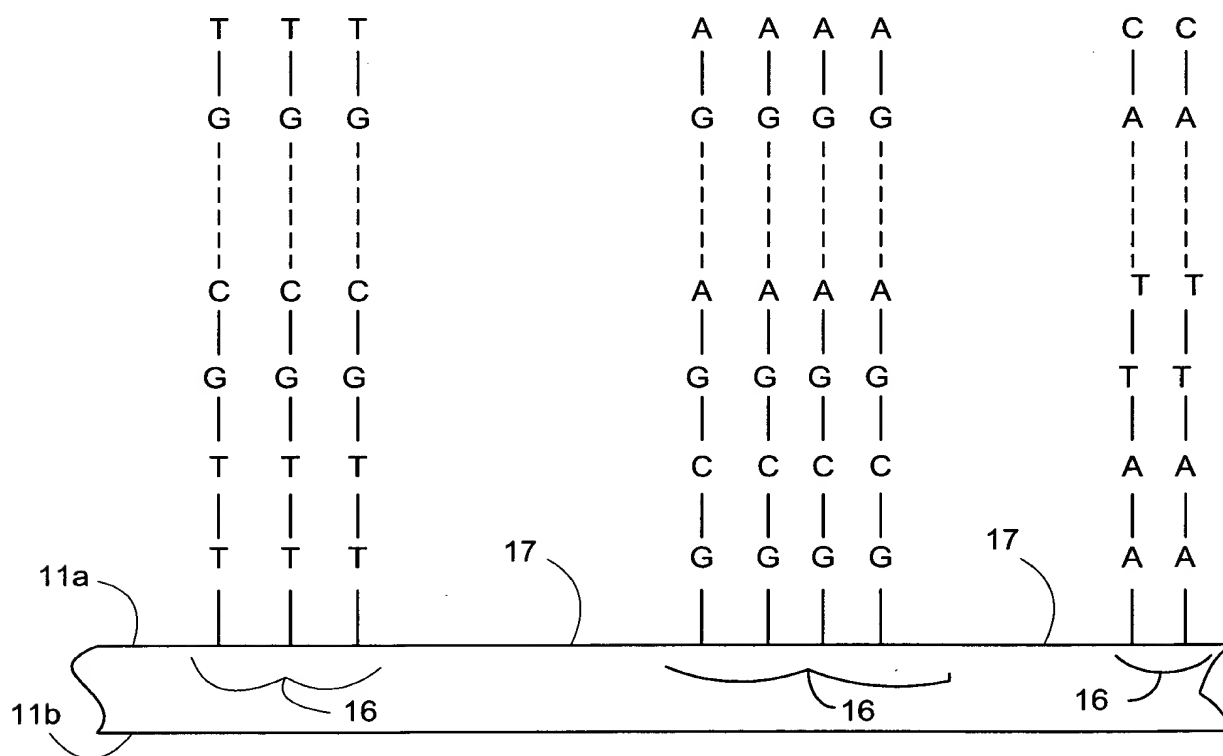 T T T A A A A C C
G G G G G G G A A
C C C A A A A T T
G G G G G G G T T
T T T C C C C A A
T T T G G G G A A
11a 17 17
16 16 16
11b